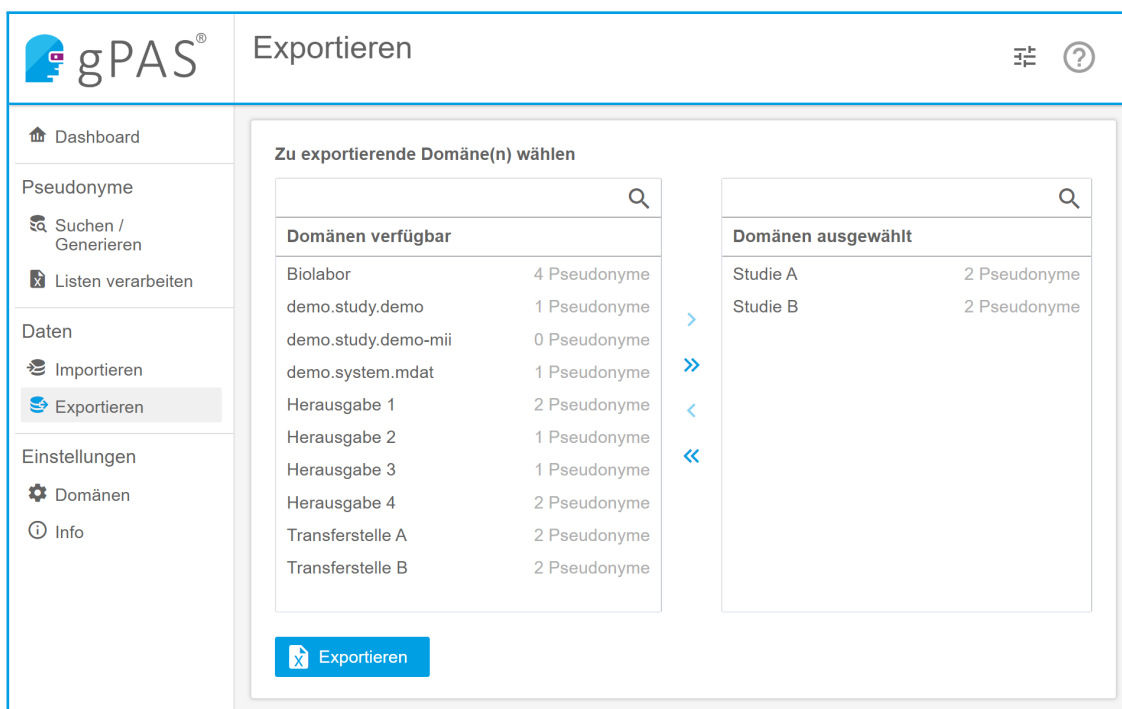 gPAS®
Exportieren
Dashboard
Pseudonyme
Suchen /
Generieren
Listen verarbeiten
Daten
Importieren
Exportieren
Einstellungen
Domänen
Info
Zu exportierende Domäne(n) wählen
Domänen verfügbar
Biolabor 4 Pseudonyme
demo.study.demo 1 Pseudonyme
demo.study.demo-mii 0 Pseudonyme
demo.system.mdat 1 Pseudonyme
Herausgabe 1 2 Pseudonyme
Herausgabe 2 1 Pseudonyme
Herausgabe 3 1 Pseudonyme
Herausgabe 4 2 Pseudonyme
Transferstelle A 2 Pseudonyme
Transferstelle B 2 Pseudonyme
Domänen ausgewählt
Studie A 2 Pseudonyme
Studie B 2 Pseudonyme
Exportieren